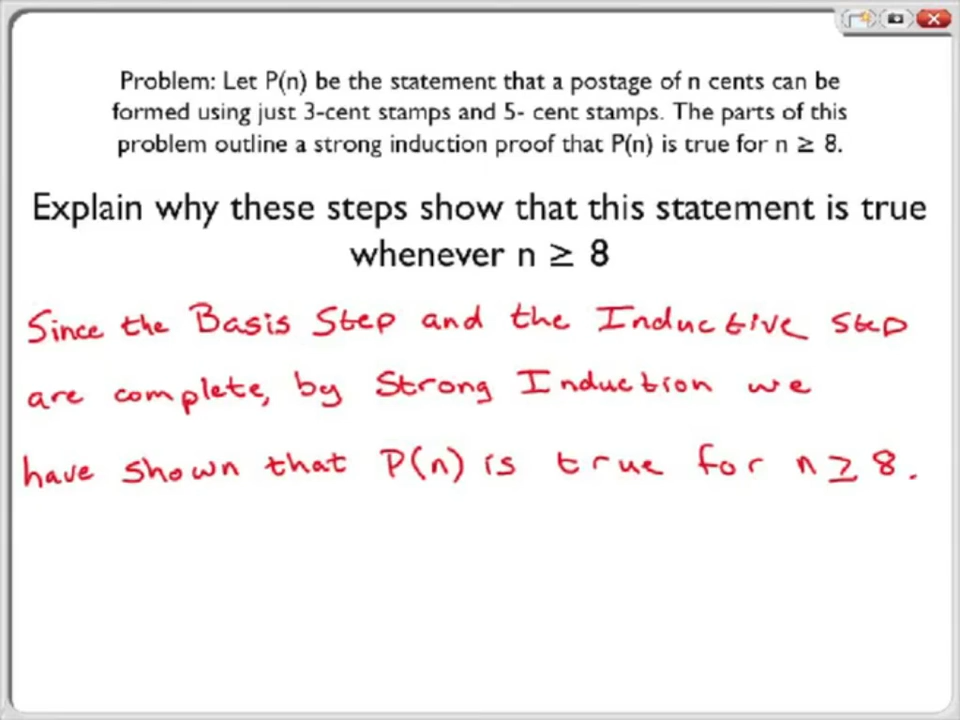 Problem: Let P(n) be the statement that a postage of n cents can be
formed using just 3-cent stamps and 5- cent stamps. The parts of this
problem outline a strong induction proof that P(n) is true for n ≥ 8.
Explain why these steps show that this statement is true
whenever n ≥ 8
Since the Basis Step and the Inductive Step
are complete, by Strong Induction we
have shown that P(n) is true for n ≥ 8.